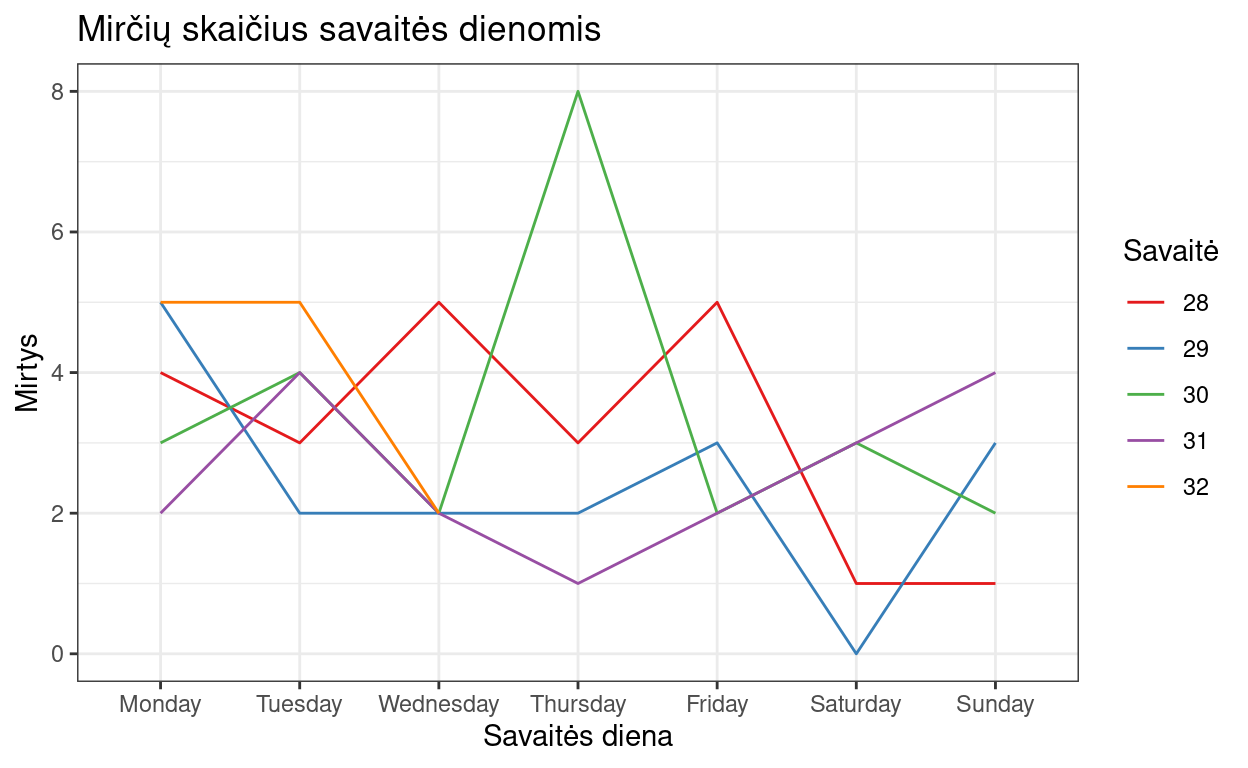 Mirčių skaičius savaitės dienomis
8
6
4
2
0
Mirtys
Monday Tuesday Wednesday Thursday Friday Saturday Sunday
Savaitės diena
Savaitė
28
29
30
31
32